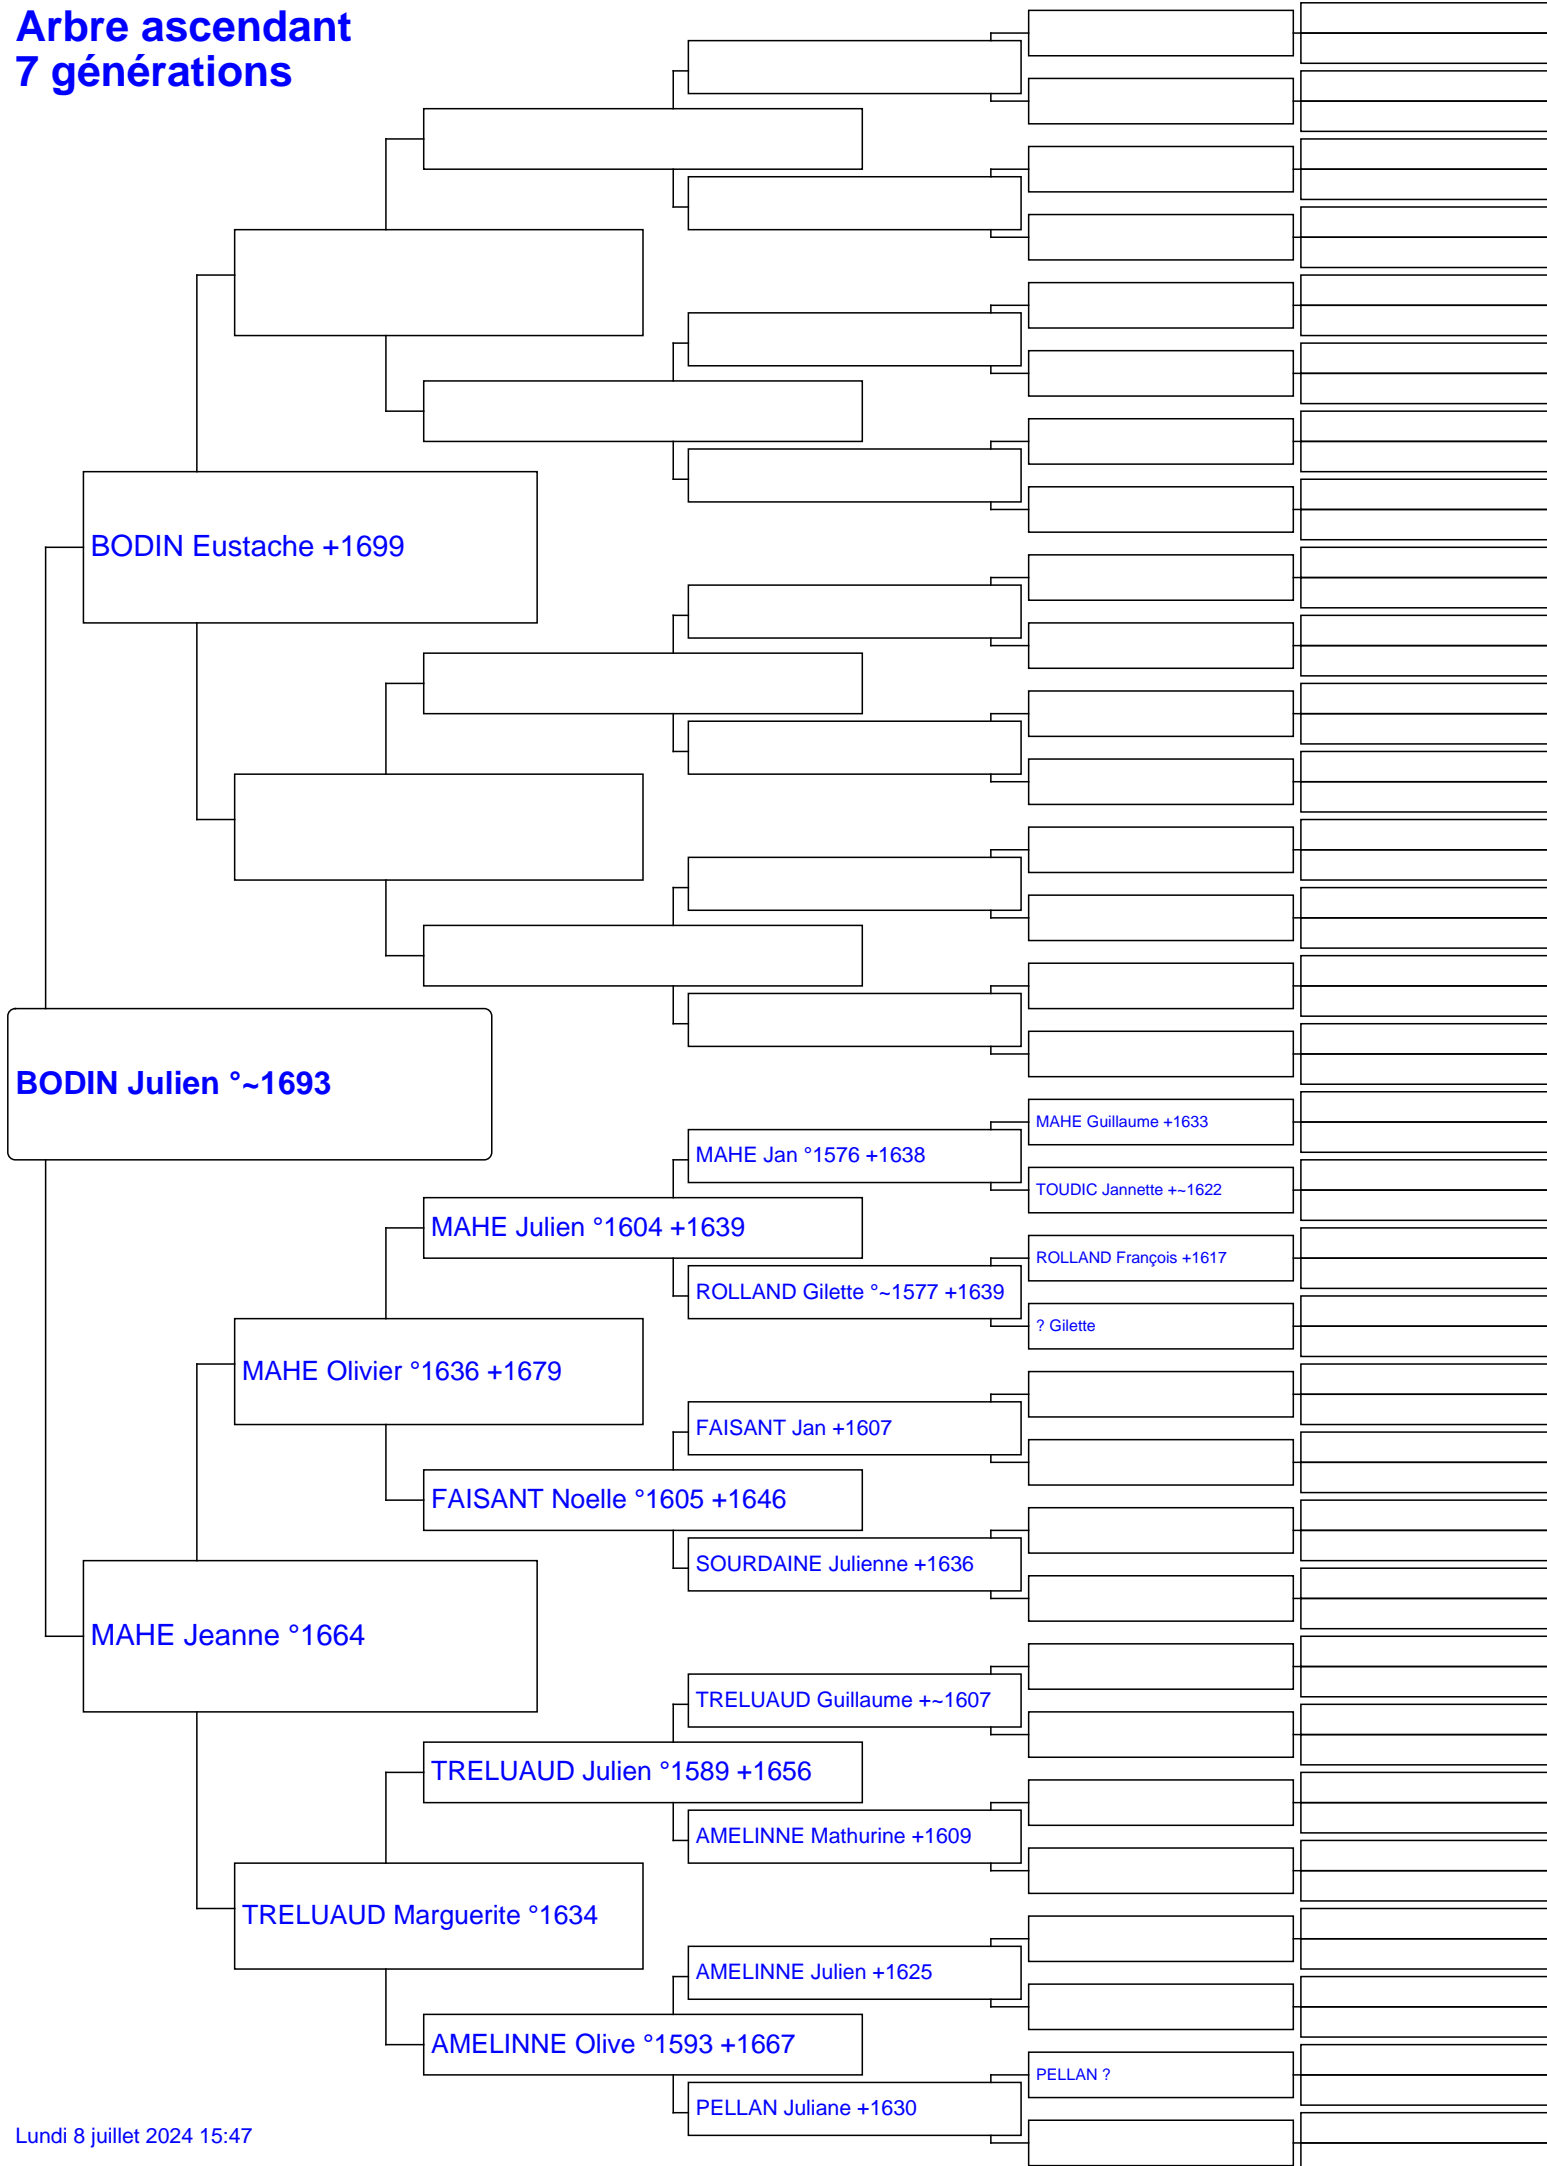 Arbre ascendant
7 générations
BODIN Eustache +1699
BODIN Julien °~1693
MAHE Guillaume +1633
MAHE Jan °1576 +1638
TOUDIC Jannette +~1622
MAHE Julien °1604 +1639
ROLLAND François +1617
ROLLAND Gilette °~1577 +1639
? Gilette
MAHE Olivier °1636 +1679
FAISANT Jan +1607
FAISANT Noelle °1605 +1646
SOURDAINE Julienne +1636
MAHE Jeanne °1664
TRELUAUD Guillaume +~1607
TRELUAUD Julien °1589 +1656
AMELINNE Mathurine +1609
TRELUAUD Marguerite °1634
AMELINNE Julien +1625
AMELINNE Olive °1593 +1667
PELLAN ?
PELLAN Juliane +1630
Lundi 8 juillet 2024 15:47